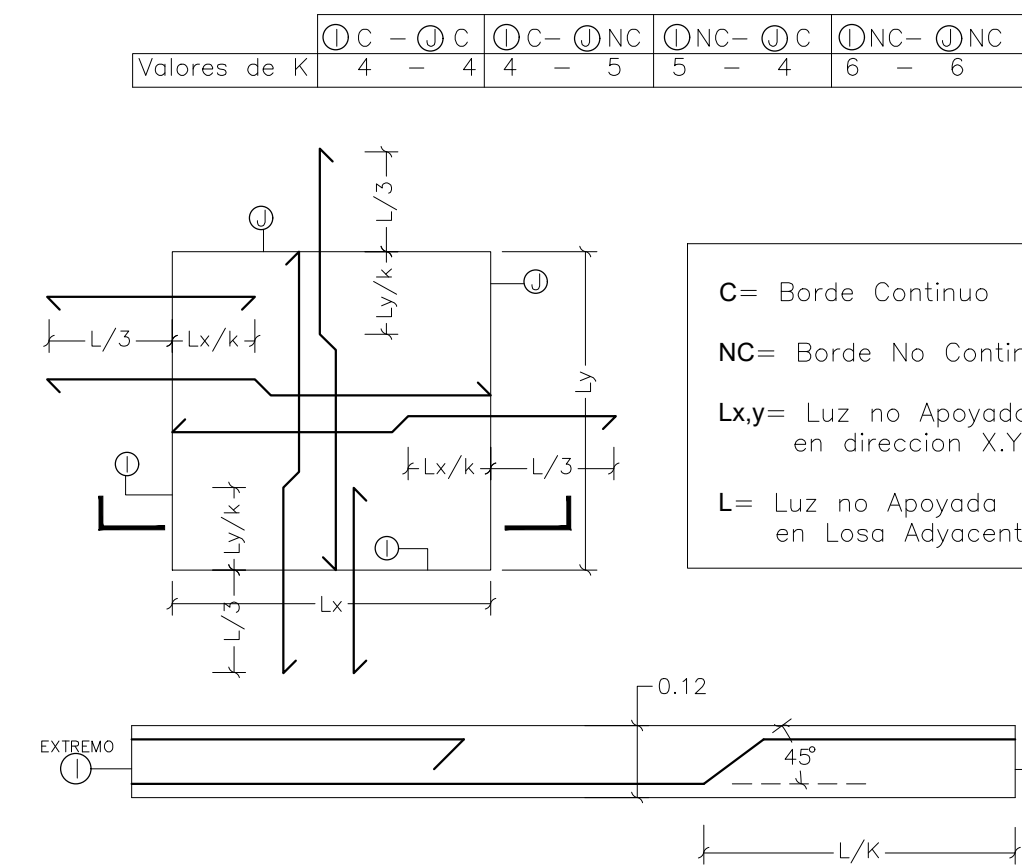 Ⓘ C – Ⓙ C Ⓘ C– Ⓙ NC Ⓘ NC– Ⓙ C Ⓘ NC– Ⓙ NC
Valores de K 4 – 4 4 – 5 5 – 4 6 – 6
L/3
Ⓙ
Ly/k
Ⓙ
L/3
Lx/k
Ly
Ⓘ
Lx/k
L/3
Ly/k
Ⓘ
L/3
Lx
C= Borde Continuo
NC= Borde No Contin
Lx,y= Luz no Apoyada
en direccion X.Y
L= Luz no Apoyada
en Losa Adyacent
0.12
EXTREMO
Ⓘ
45°
L/K